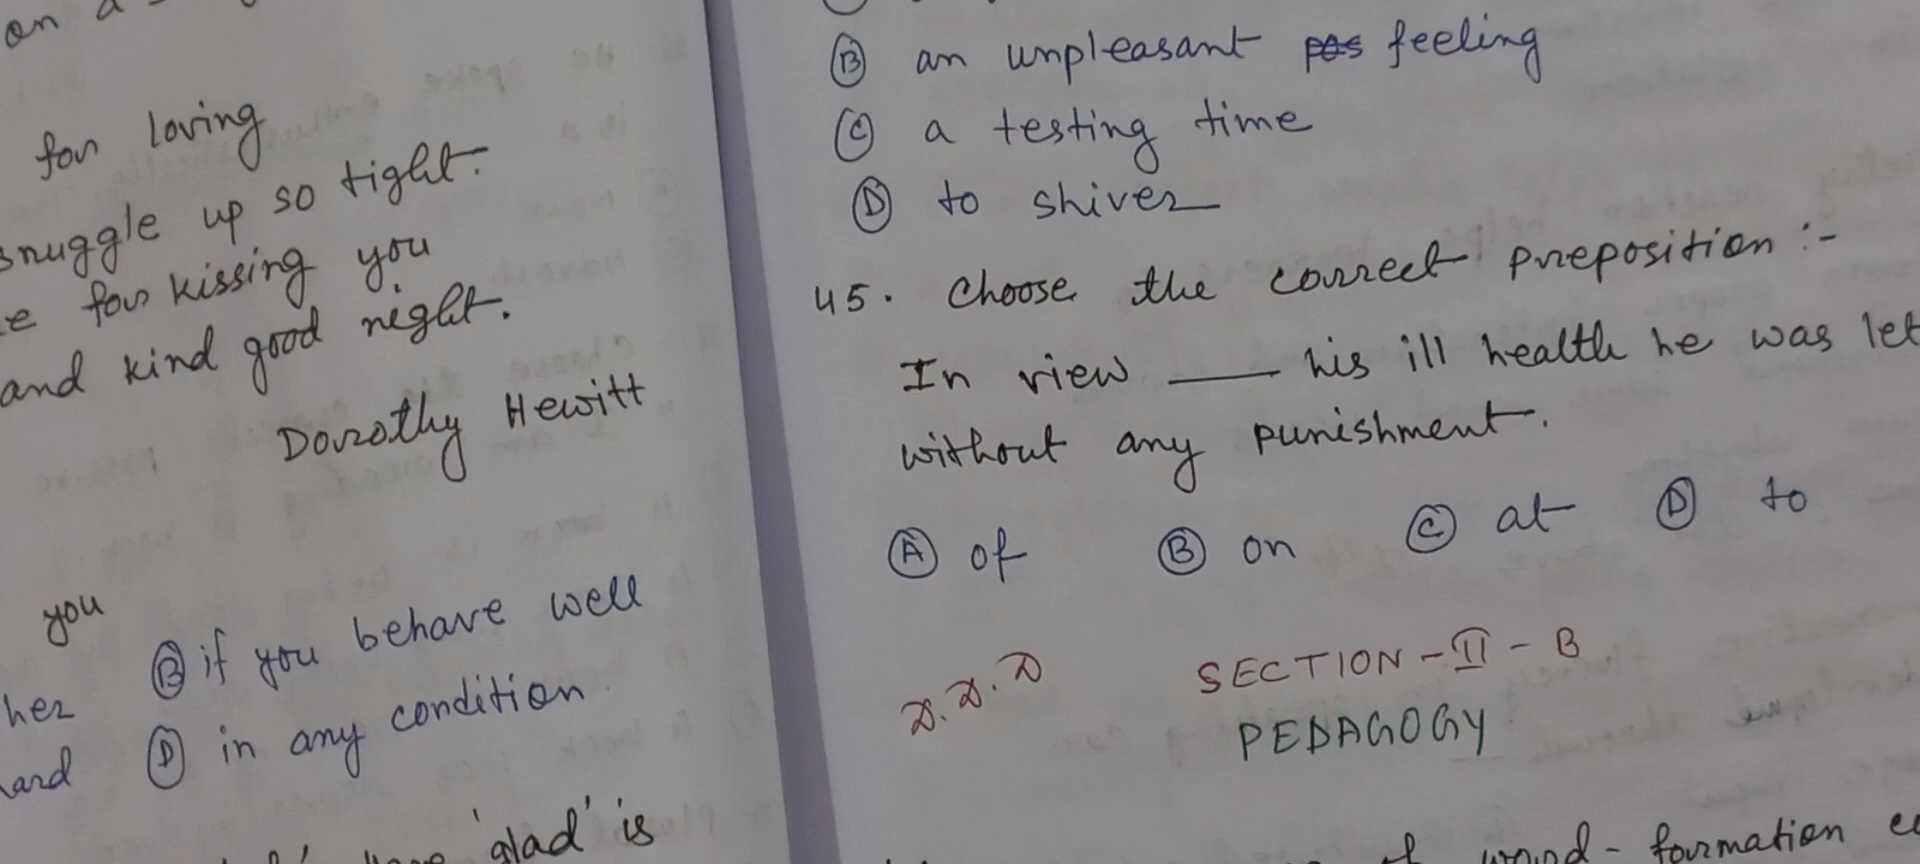 on a
for loving
snuggle up so tight.
for kissing you
and kind good night.
Dorothy Hewitt
you
B if you behave well
her
D in any condition
'glad' is
B an unpleasant feeling
C a testing time
D to shiver
45. Choose the correct preposition :-
In view ____ his ill health he was let
without any punishment.
A of B on C at D to
SECTION - II - B
PEDAGOGY
word - formation